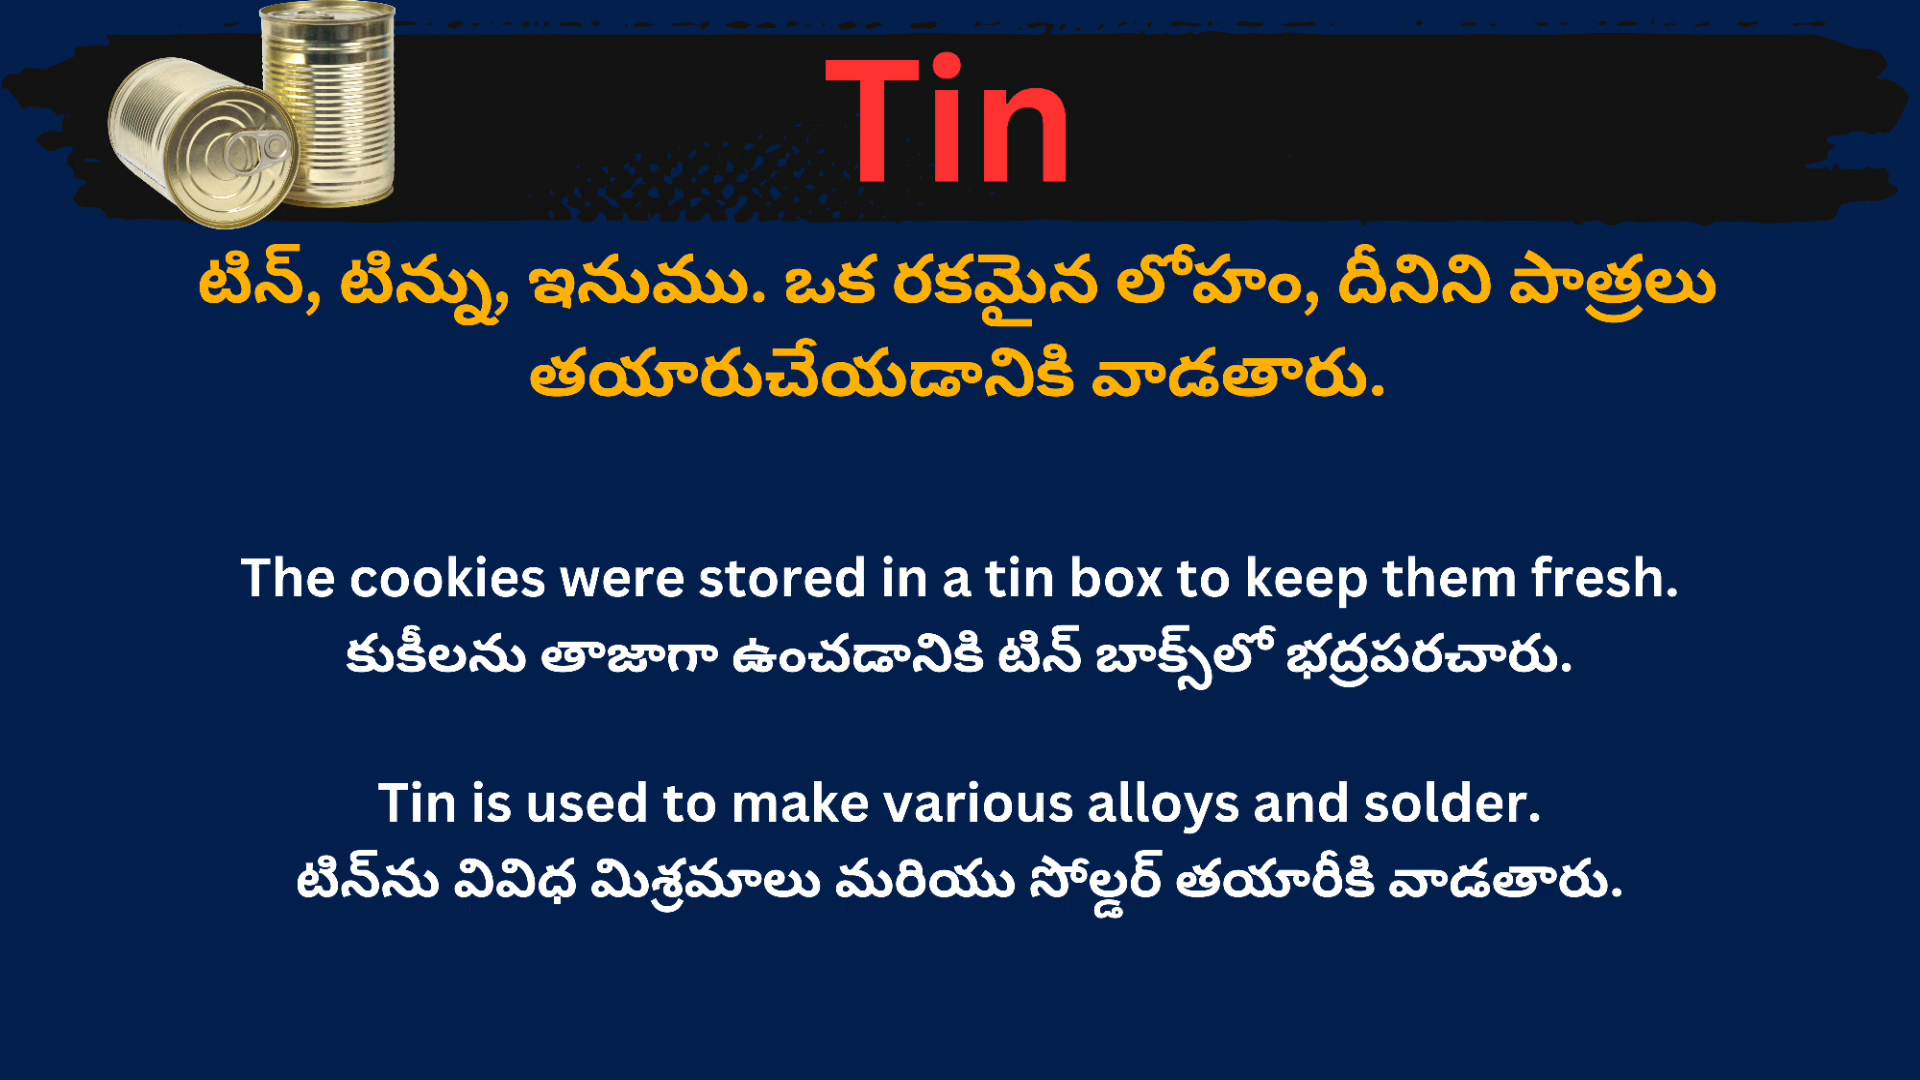 Tin
టిన్, టిన్ను, ఇనుము. ఒక రకమైన లోహం, దీనిని పాత్రలు
తయారుచేయడానికి వాడతారు.
The cookies were stored in a tin box to keep them fresh.
కుకీలను తాజాగా ఉంచడానికి టిన్ బాక్స్‌లో భద్రపరచారు.
Tin is used to make various alloys and solder.
టిన్‌ను వివిధ మిశ్రమాలు మరియు సోల్డర్ తయారీకి వాడతారు.